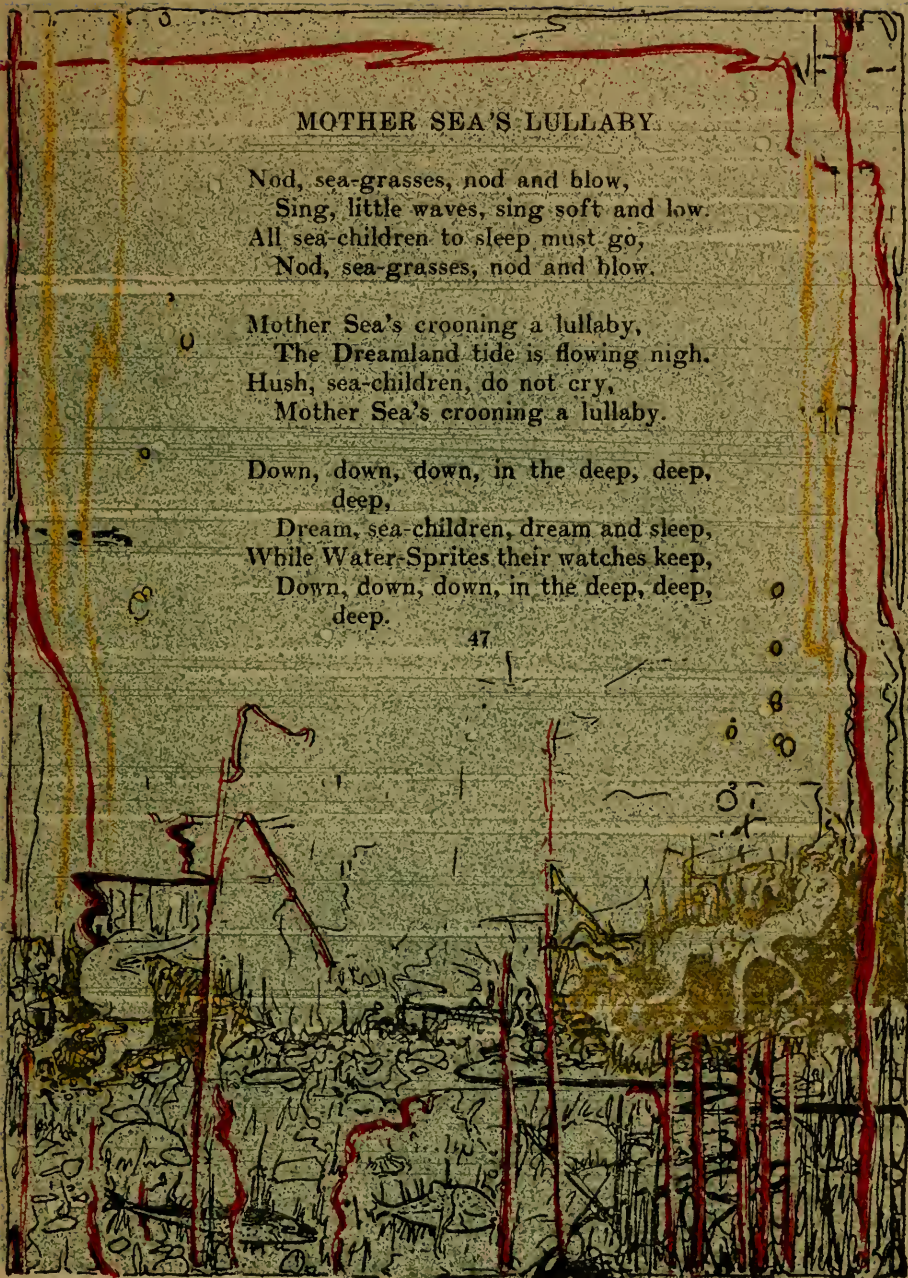 MOTHER SEA'S LULLABY
Nod, sea-grasses, nod and blow,
Sing, little waves, sing soft and low.
All sea-children to sleep must go,
Nod, sea-grasses, nod and blow.
Mother Sea's crooning a lullaby,
The Dreamland tide is flowing nigh.
Hush, sea-children, do not cry,
Mother Sea's crooning a lullaby.
Down, down, down, in the deep, deep,
deep,
Dream, sea-children, dream and sleep,
While Water-Sprites their watches keep,
Down, down, down, in the deep, deep,
deep.
47